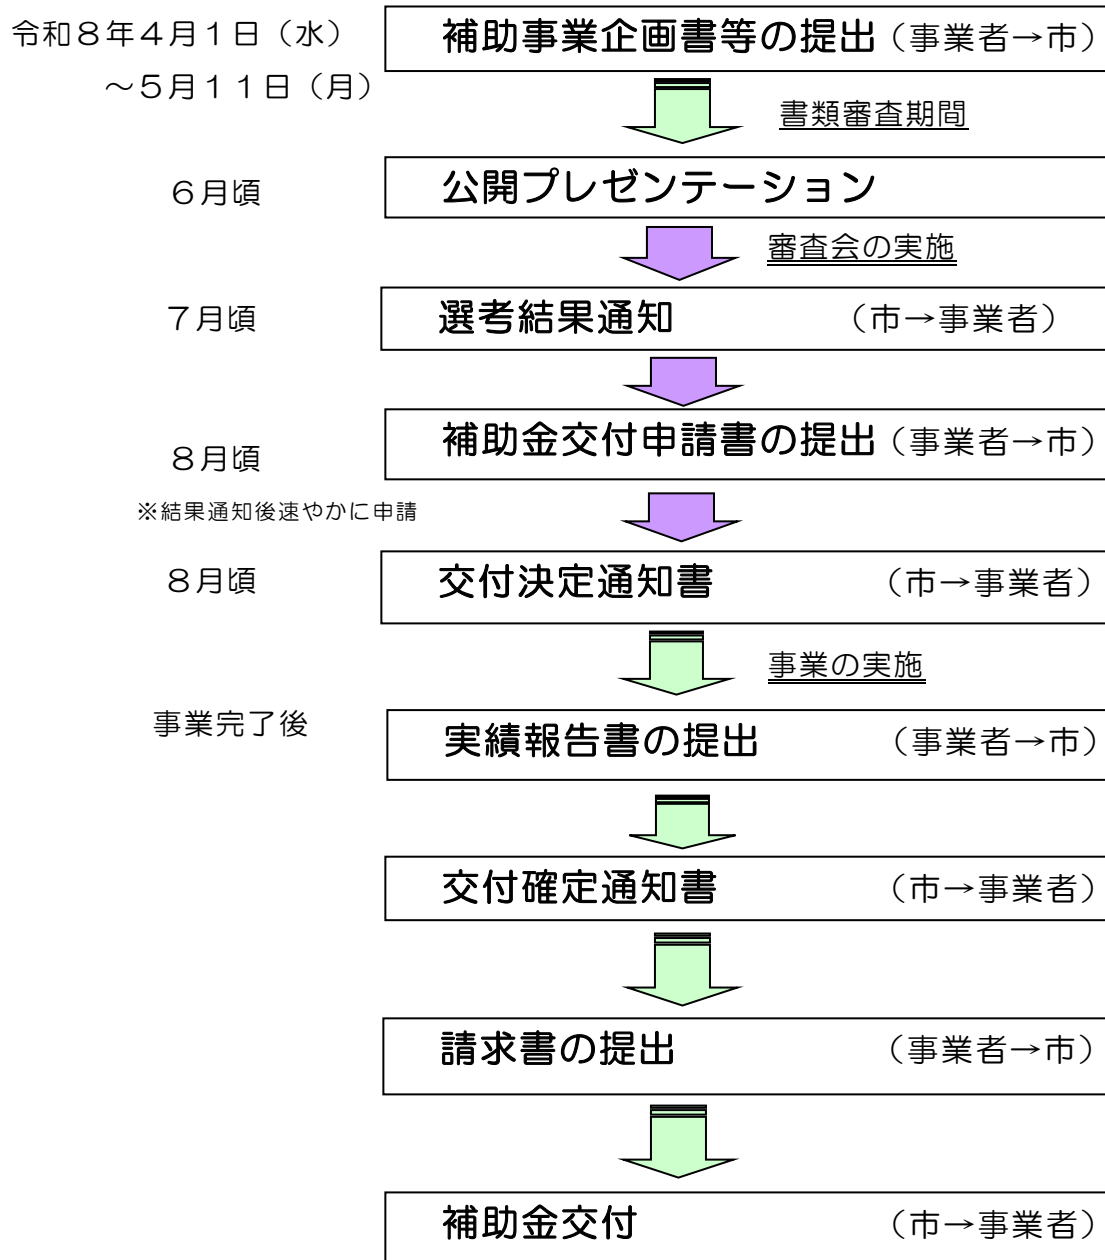 令和８年４月１日（水）
～５月１１日（月）
補助事業企画書等の提出（事業者→市）
書類審査期間
６月頃
公開プレゼンテーション
審査会の実施
７月頃
選考結果通知 （市→事業者）
８月頃
※結果通知後速やかに申請
補助金交付申請書の提出（事業者→市）
８月頃
交付決定通知書 （市→事業者）
事業の実施
事業完了後
実績報告書の提出 （事業者→市）
交付確定通知書 （市→事業者）
請求書の提出 （事業者→市）
補助金交付 （市→事業者）